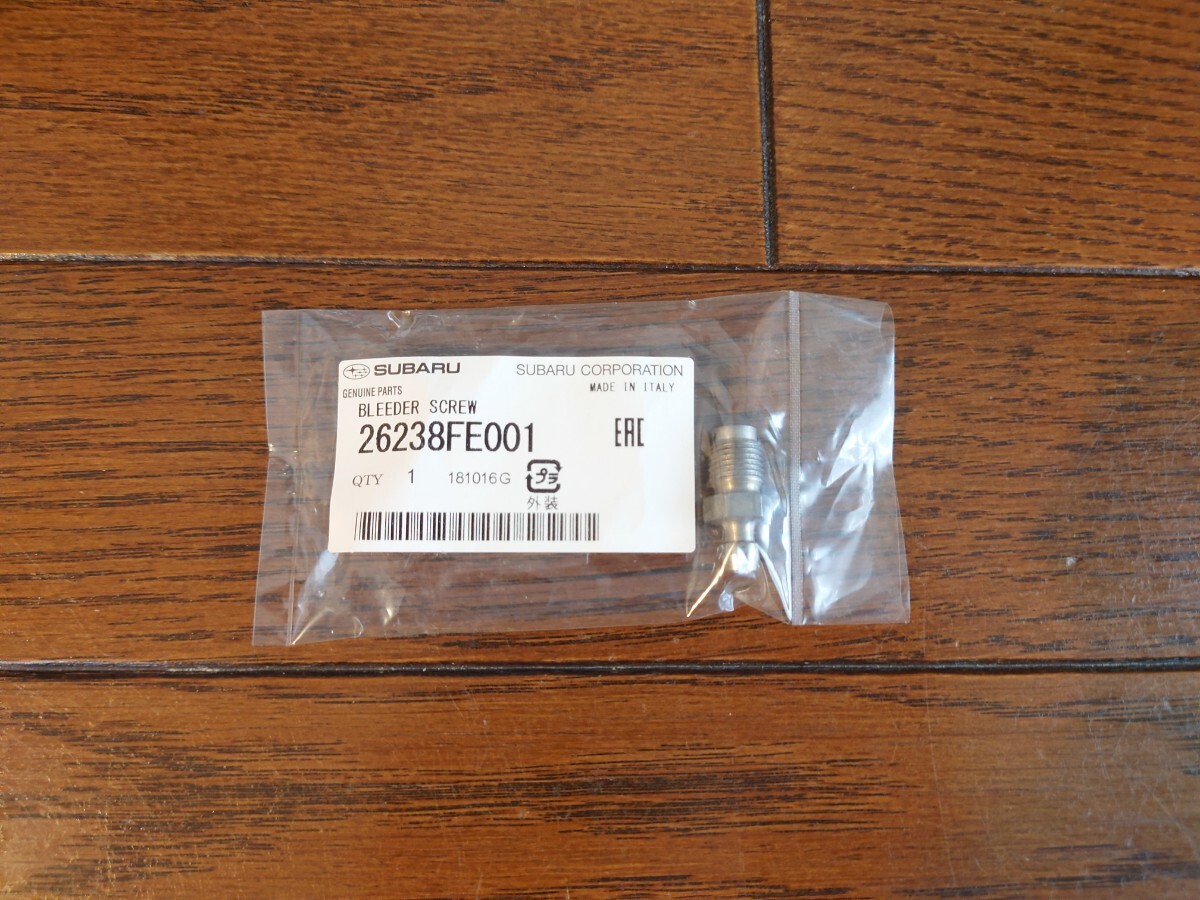 SUBARU SUBARU CORPORATION
GENUINE PARTS MADE IN ITALY
BLEEDER SCREW
26238FE001 EAC
QTY 1 181016G プラ
外装